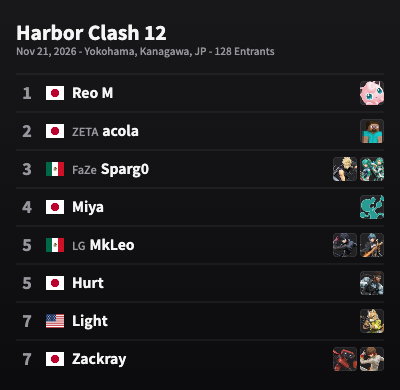 Harbor Clash 12
Nov 21, 2026 - Yokohama, Kanagawa, JP - 128 Entrants
1 Reo M
2 ZETA acola
3 FaZe Sparg0
4 Miya
5 LG MkLeo
5 Hurt
7 Light
7 Zackray